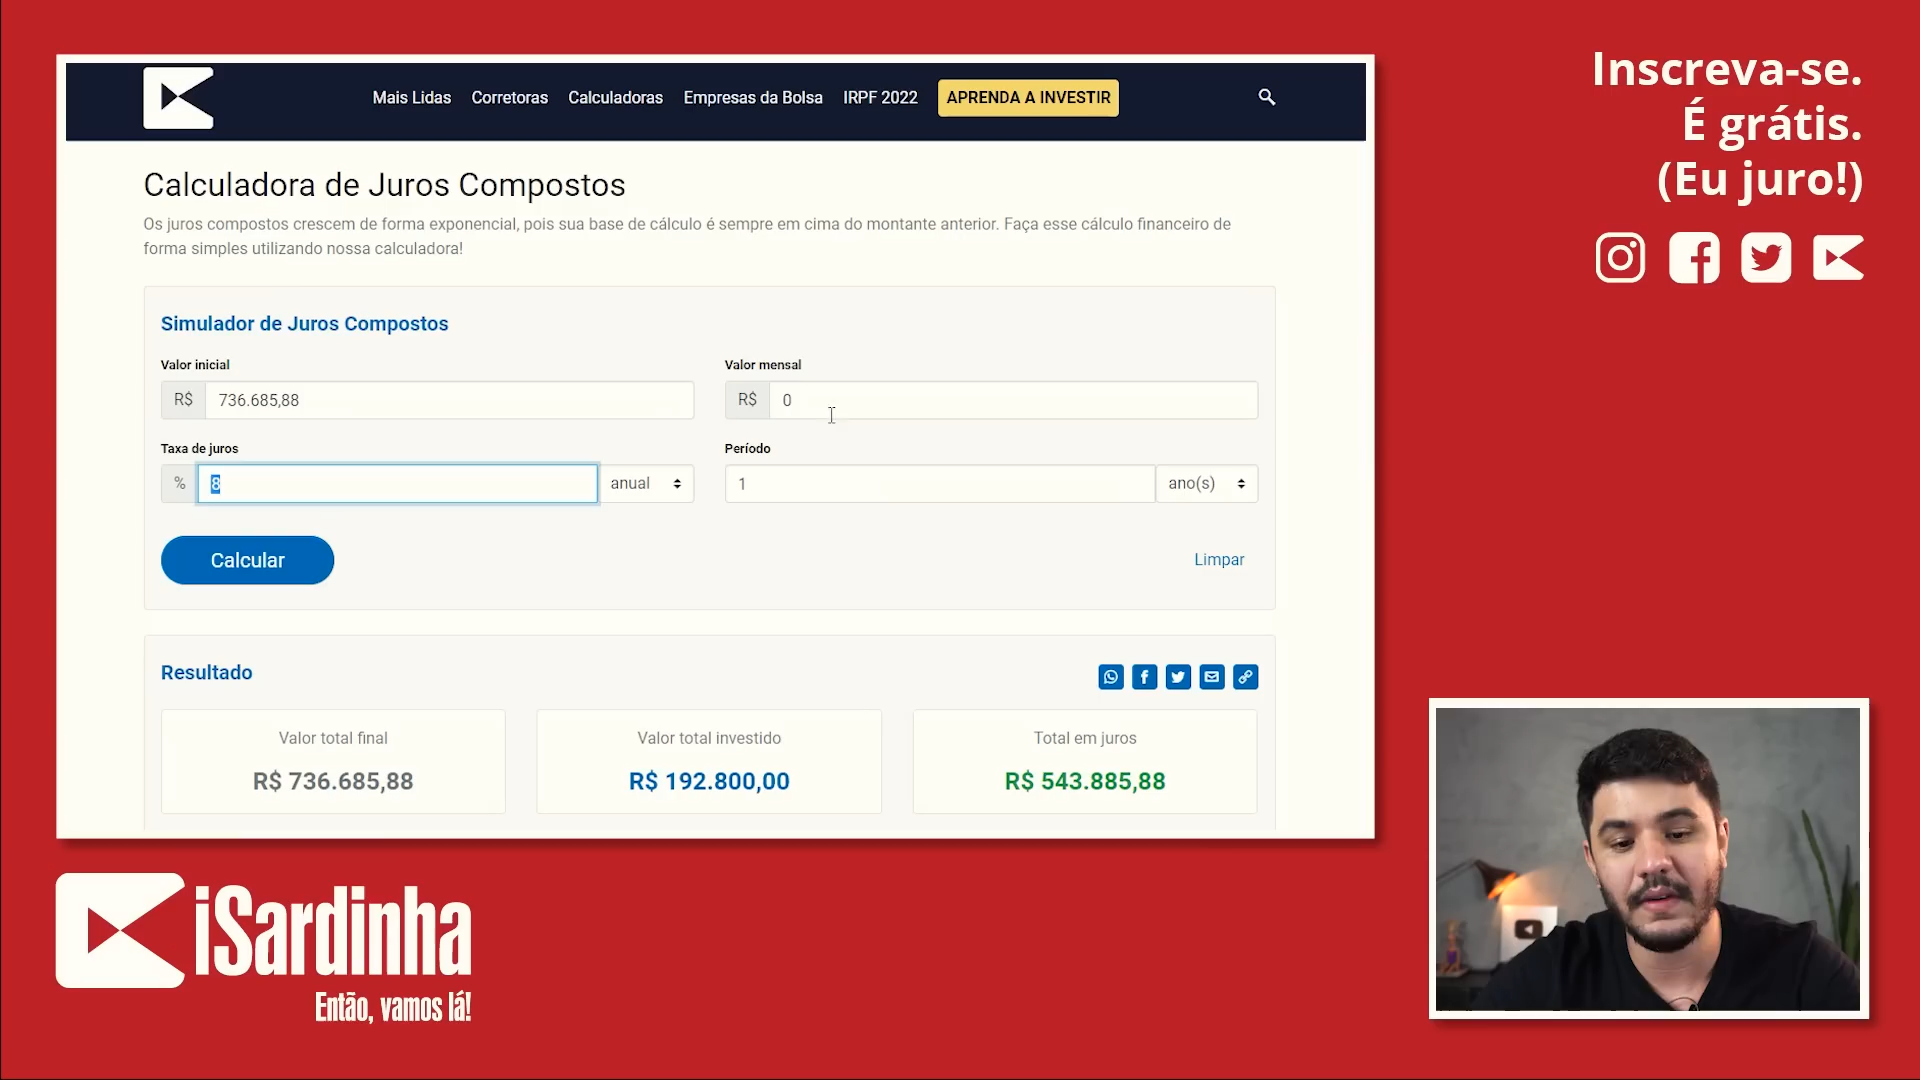 Mais Lidas Corretoras Calculadoras Empresas da Bolsa IRPF 2022 APRENDA A INVESTIR
Calculadora de Juros Compostos
Os juros compostos crescem de forma exponencial, pois sua base de cálculo é sempre em cima do montante anterior. Faça esse cálculo financeiro de
forma simples utilizando nossa calculadora!
Simulador de Juros Compostos
Valor inicial Valor mensal
R$ 736.685,88 R$ 0
Taxa de juros Período
% 8 anual 1 ano(s)
Calcular Limpar
Resultado
Valor total final Valor total investido Total em juros
R$ 736.685,88 R$ 192.800,00 R$ 543.885,88
Inscreva-se.
É grátis.
(Eu juro!)
iSardinha
Então, vamos lá!